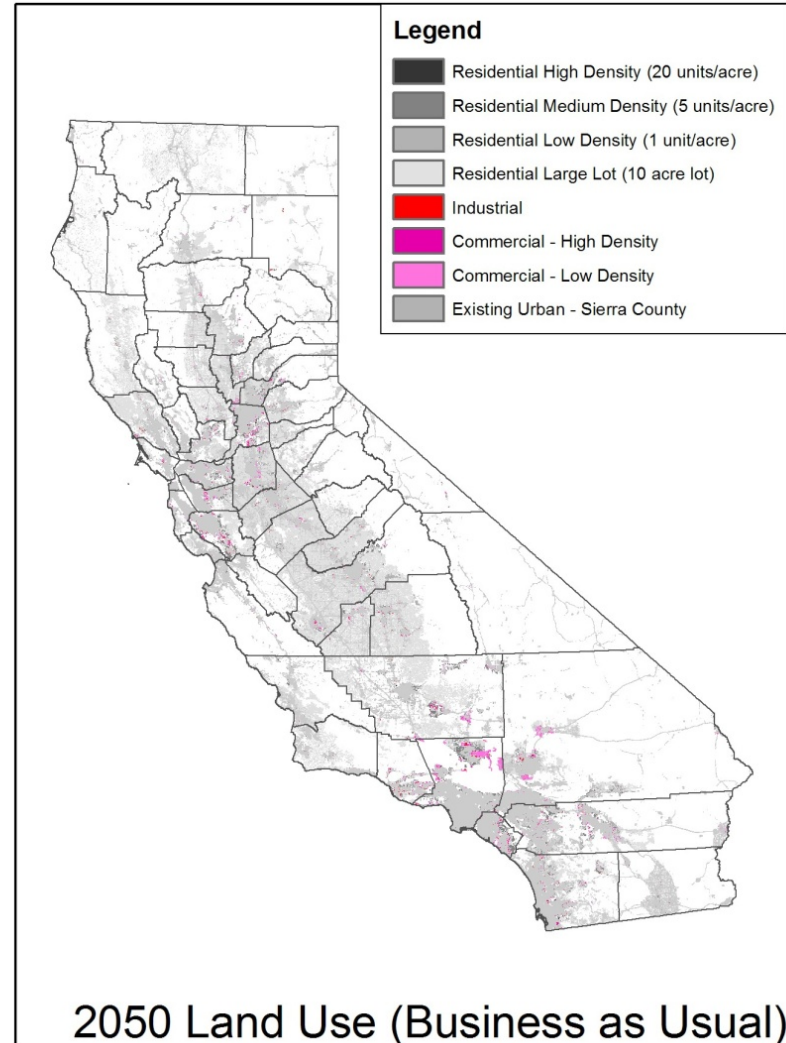 Legend
Residential High Density (20 units/acre)
Residential Medium Density (5 units/acre)
Residential Low Density (1 unit/acre)
Residential Large Lot (10 acre lot)
Industrial
Commercial - High Density
Commercial - Low Density
Existing Urban - Sierra County
2050 Land Use (Business as Usual)